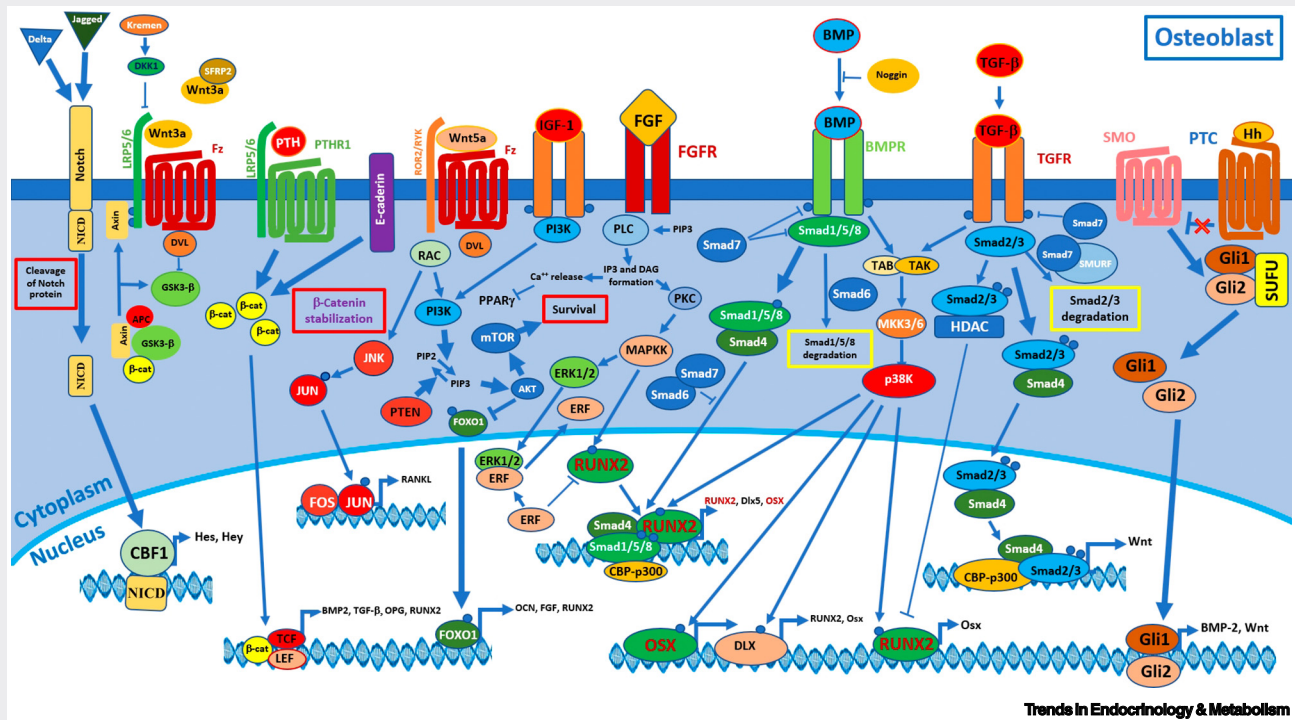 Osteoblast
Delta
Jagged
Kremen
DKK1
SFRP2
Wnt3a
Notch
LRP5/6
Wnt3a
Fz
LRP5/6
PTH
PTHR1
E-caderin
ROR2/RYK
Wnt5a
Fz
IGF-1
FGF
FGFR
BMP
Noggin
BMP
BMPR
TGF-β
TGF-β
TGFR
SMO
PTC
Hh
NICD
Axin
DVL
GSK3-β
Cleavage
of Notch
protein
APC
Axin
GSK3-β
β-cat
NICD
β-cat
β-cat
β-cat
β-Catenin
stabilization
RAC
DVL
PI3K
PI3K
PLC
PIP3
IP3 and DAG
formation
Ca⁺⁺ release
PPARγ
Survival
PKC
mTOR
MAPKK
JNK
JUN
PIP2
PIP3
PTEN
AKT
FOXO1
ERK1/2
ERF
Smad7
Smad1/5/8
TAB
TAK
Smad6
MKK3/6
Smad1/5/8
Smad4
Smad1/5/8
degradation
Smad7
Smad6
p38K
Smad2/3
Smad7
Smad7
SMURF
Smad2/3
HDAC
Smad2/3
degradation
Smad2/3
Smad4
Gli1
Gli2
SUFU
Gli1
Gli2
Cytoplasm
Nucleus
CBF1
NICD
Hes, Hey
FOS
JUN
RANKL
ERK1/2
ERF
ERF
RUNX2
Smad4
RUNX2
Smad1/5/8
CBP-p300
RUNX2, Dlx5, OSX
Smad2/3
Smad4
Smad4
CBP-p300
Smad2/3
Wnt
β-cat
TCF
LEF
BMP2, TGF-β, OPG, RUNX2
FOXO1
OCN, FGF, RUNX2
OSX
DLX
RUNX2, Osx
RUNX2
Osx
Gli1
Gli2
BMP-2, Wnt
Trends in Endocrinology & Metabolism